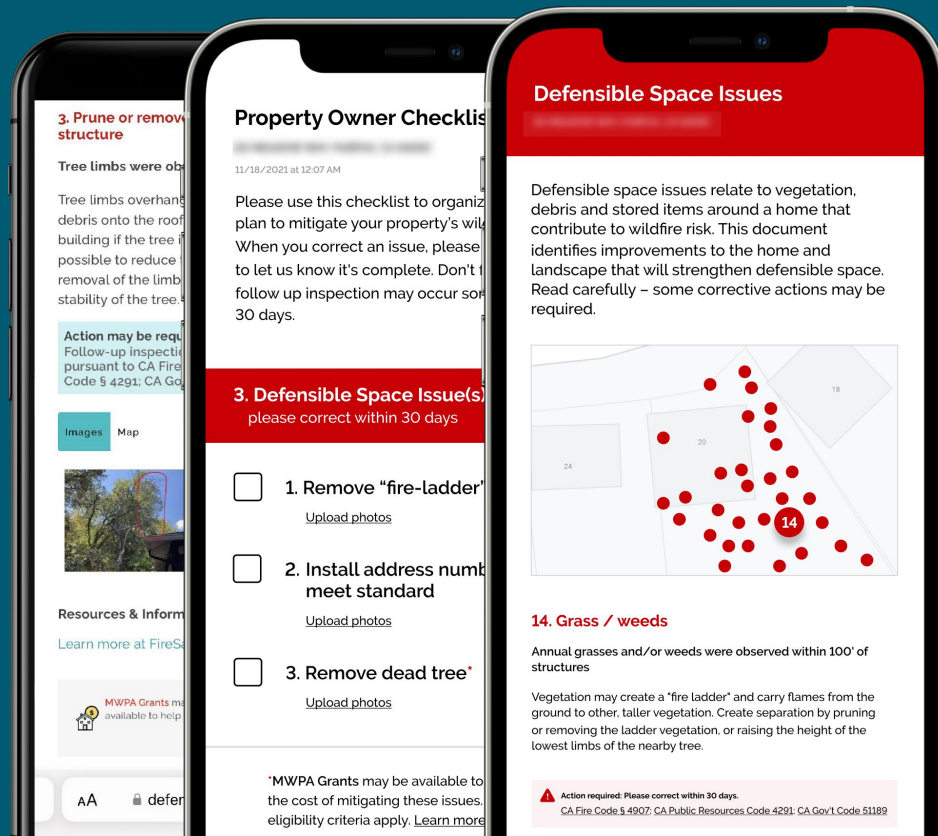 3. Prune or remove
structure
Tree limbs were ob
Tree limbs overhang
debris onto the roof
building if the tree i
possible to reduce
removal of the limb
stability of the tree.
Action may be requ
Follow-up inspectio
pursuant to CA Fire
Code § 4291; CA Go
Images Map
Resources & Inform
Learn more at FireSa
MWPA Grants ma
available to help
AA defer
Property Owner Checklis
11/18/2021 at 12:07 AM
Please use this checklist to organiz
plan to mitigate your property's wil
When you correct an issue, please
to let us know it's complete. Don't f
follow up inspection may occur so
30 days.
3. Defensible Space Issue(s)
please correct within 30 days
1. Remove "fire-ladder"
Upload photos
2. Install address numb
meet standard
Upload photos
3. Remove dead tree*
Upload photos
*MWPA Grants may be available to
the cost of mitigating these issues.
eligibility criteria apply. Learn more
Defensible Space Issues
Defensible space issues relate to vegetation,
debris and stored items around a home that
contribute to wildfire risk. This document
identifies improvements to the home and
landscape that will strengthen defensible space.
Read carefully – some corrective actions may be
required.
18
20
24
14
14. Grass / weeds
Annual grasses and/or weeds were observed within 100' of
structures
Vegetation may create a "fire ladder" and carry flames from the
ground to other, taller vegetation. Create separation by pruning
or removing the ladder vegetation, or raising the height of the
lowest limbs of the nearby tree.
Action required: Please correct within 30 days.
CA Fire Code § 4907; CA Public Resources Code 4291; CA Gov't Code 51189